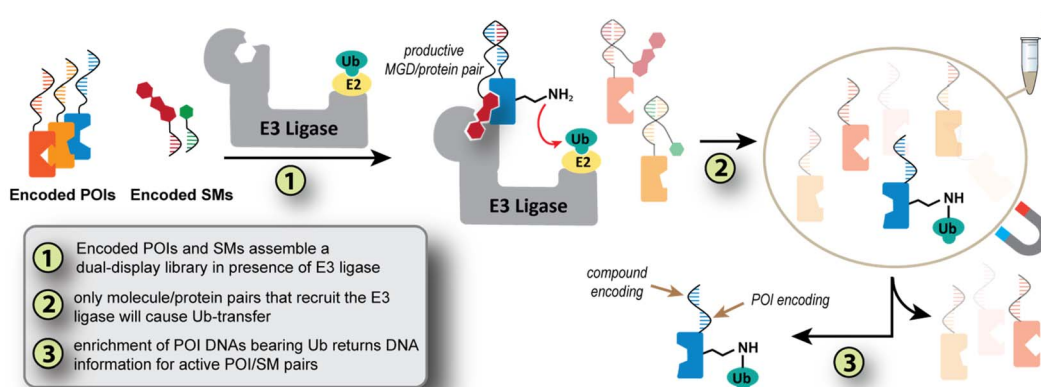 Encoded POIs
Encoded SMs
Ub
E2
E3 Ligase
1
productive
MGD/protein pair
NH2
Ub
E2
E3 Ligase
2
NH
Ub
1 Encoded POIs and SMs assemble a
dual-display library in presence of E3 ligase
2 only molecule/protein pairs that recruit the E3
ligase will cause Ub-transfer
3 enrichment of POI DNAs bearing Ub returns DNA
information for active POI/SM pairs
compound
encoding
POI encoding
NH
Ub
3